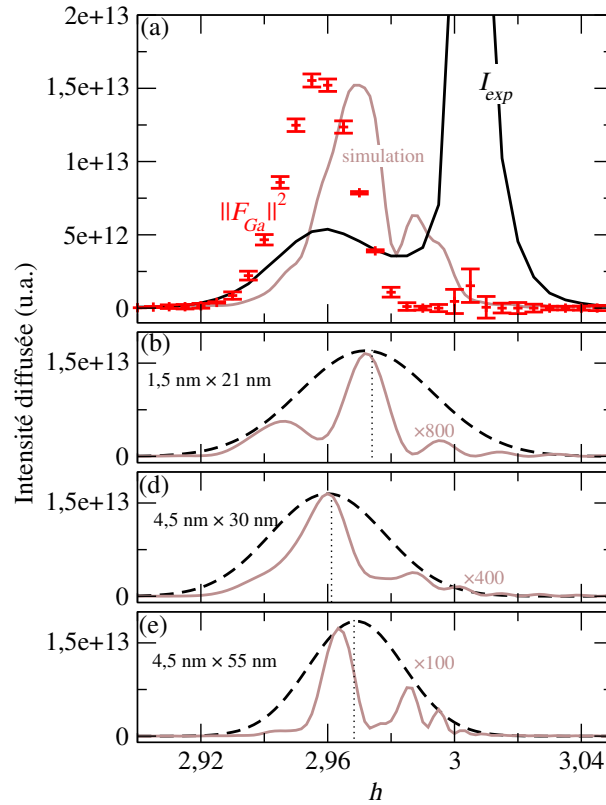 2e+13
(a)
1,5e+13
I_exp
1e+13
simulation
||F_Ga||^2
5e+12
0
Intensité diffusée (u.a.)
(b)
1,5e+13
1,5 nm × 21 nm
×800
0
(d)
1,5e+13
4,5 nm × 30 nm
×400
0
(e)
1,5e+13
4,5 nm × 55 nm
×100
0
2,92 2,96 3 3,04
h